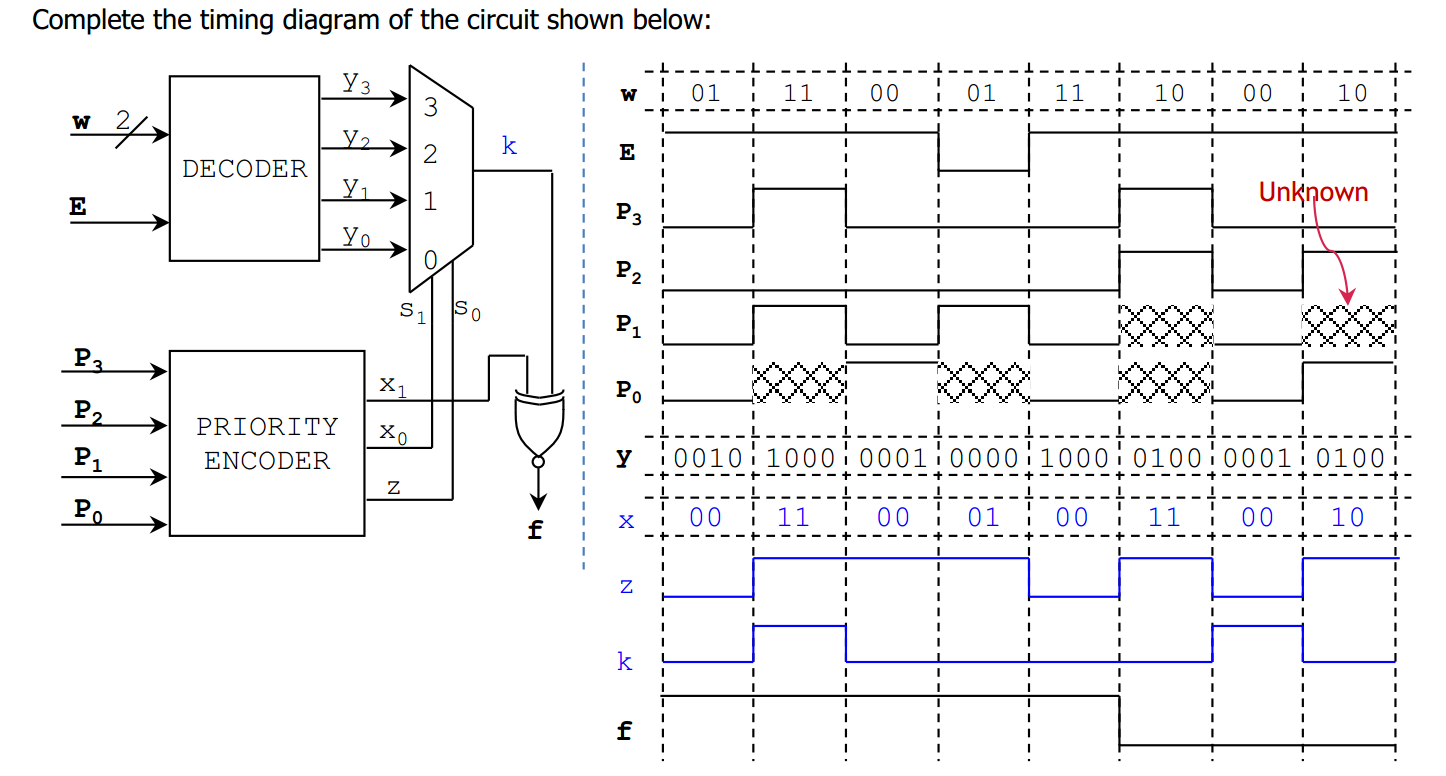 Complete the timing diagram of the circuit shown below:
w 2
E
DECODER
y3
y2
y1
y0
3
2
1
0
k
s1 s0
P3
P2
P1
P0
PRIORITY
ENCODER
x1
x0
z
f
w 01 11 00 01 11 10 00 10
E
P3
Unknown
P2
P1
P0
y 0010 1000 0001 0000 1000 0100 0001 0100
x 00 11 00 01 00 11 00 10
z
k
f